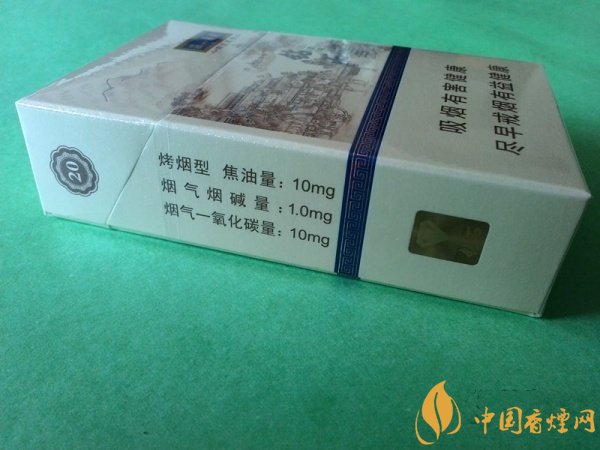 吸烟有害健康
尽早戒烟有益健康
20
烤烟型 焦油量：10mg
烟气烟碱量：1.0mg
烟气一氧化碳量：10mg
中国香煙网